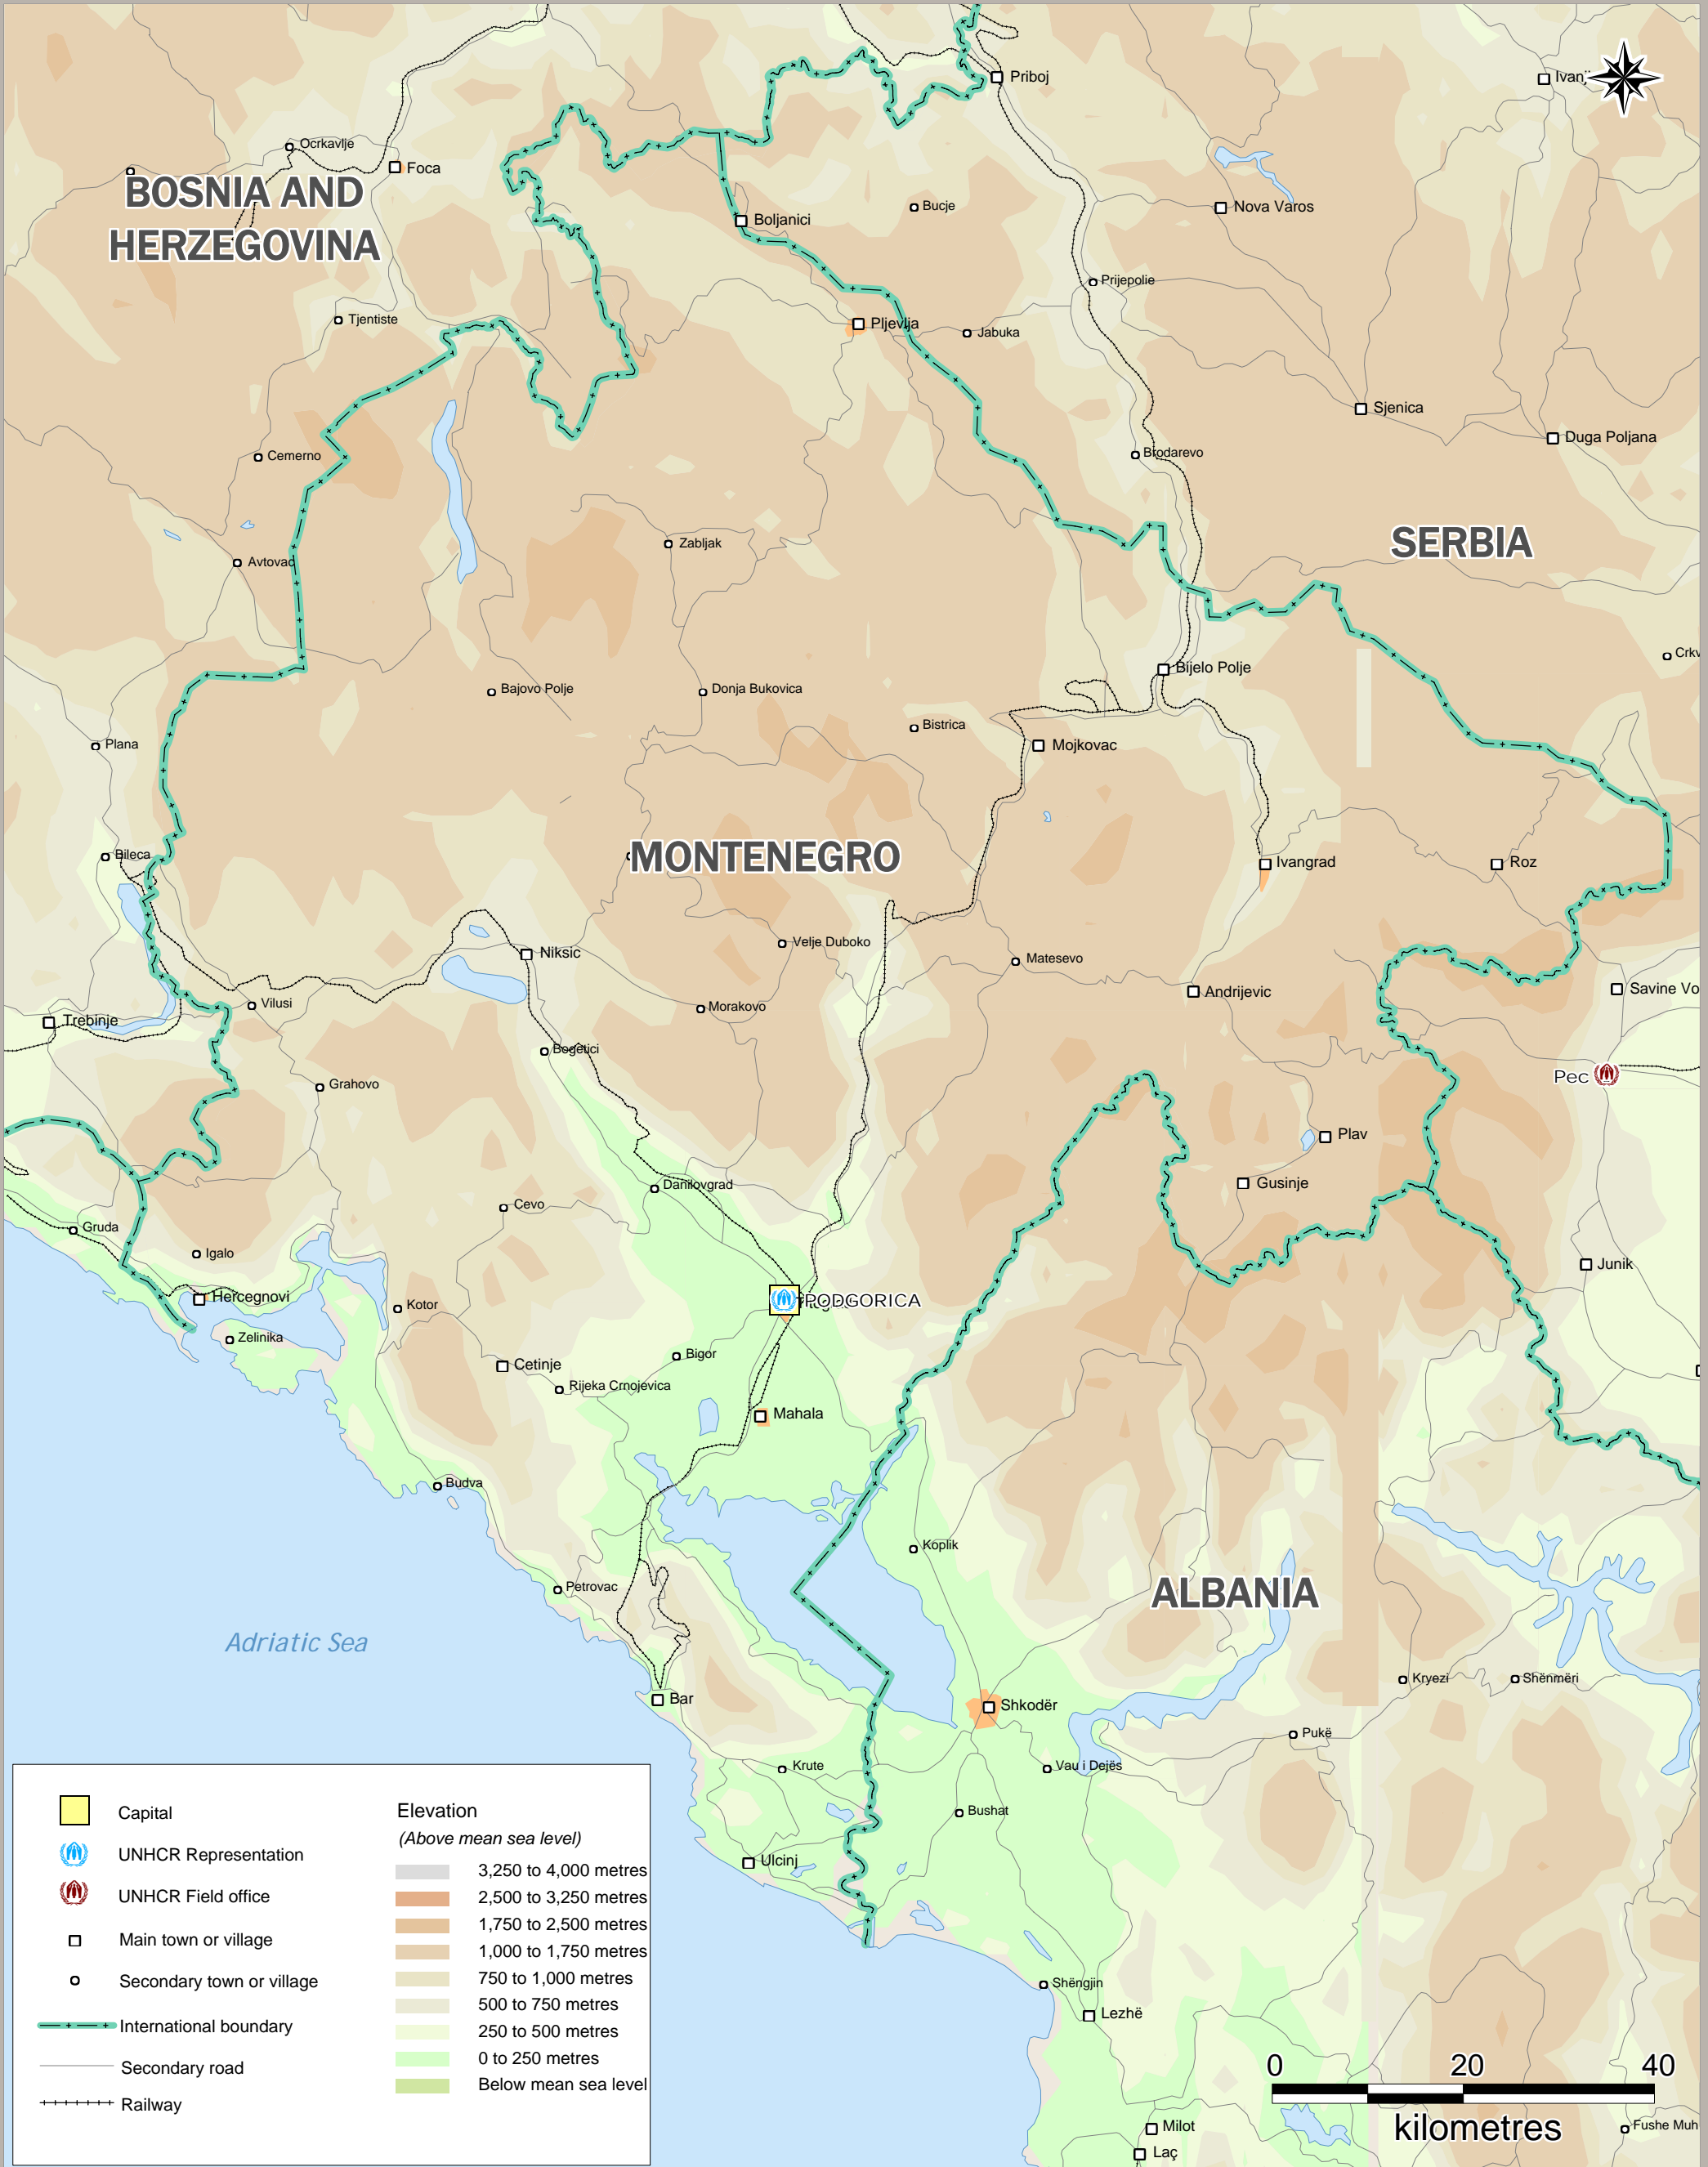 Priboj
Ivanj
Ocrkavlje
Foca
BOSNIA AND
HERZEGOVINA
Bucje
Nova Varos
Boljanici
Prijepolie
Tjentiste
Pljevlja
Jabuka
Sjenica
Duga Poljana
Cemerno
Brodarevo
SERBIA
Zabljak
Avtovac
Crkv
Bijelo Polje
Bajovo Polje
Donja Bukovica
Bistrica
Plana
Mojkovac
Bileca
MONTENEGRO
Ivangrad
Roz
Velje Duboko
Niksic
Matesevo
Andrijevic
Savine Vo
Vilusi
Morakovo
Trebinje
Bogetici
Pec
Grahovo
Plav
Danilovgrad
Gusinje
Cevo
Gruda
Igalo
Junik
Hercegnovi
PODGORICA
Kotor
Zelinika
Bigor
Cetinje
Rijeka Crnojevica
Mahala
Budva
Koplik
Petrovac
ALBANIA
Adriatic Sea
Kryezi
Shënmëri
Bar
Shkodër
Pukë
Krute
Vau i Dejës
Bushat
Ulcinj
Shëngjin
Lezhë
Milot
Laç
Fushe Muh
Capital
UNHCR Representation
UNHCR Field office
Main town or village
Secondary town or village
International boundary
Secondary road
Railway
Elevation
(Above mean sea level)
3,250 to 4,000 metres
2,500 to 3,250 metres
1,750 to 2,500 metres
1,000 to 1,750 metres
750 to 1,000 metres
500 to 750 metres
250 to 500 metres
0 to 250 metres
Below mean sea level
0 20 40
kilometres